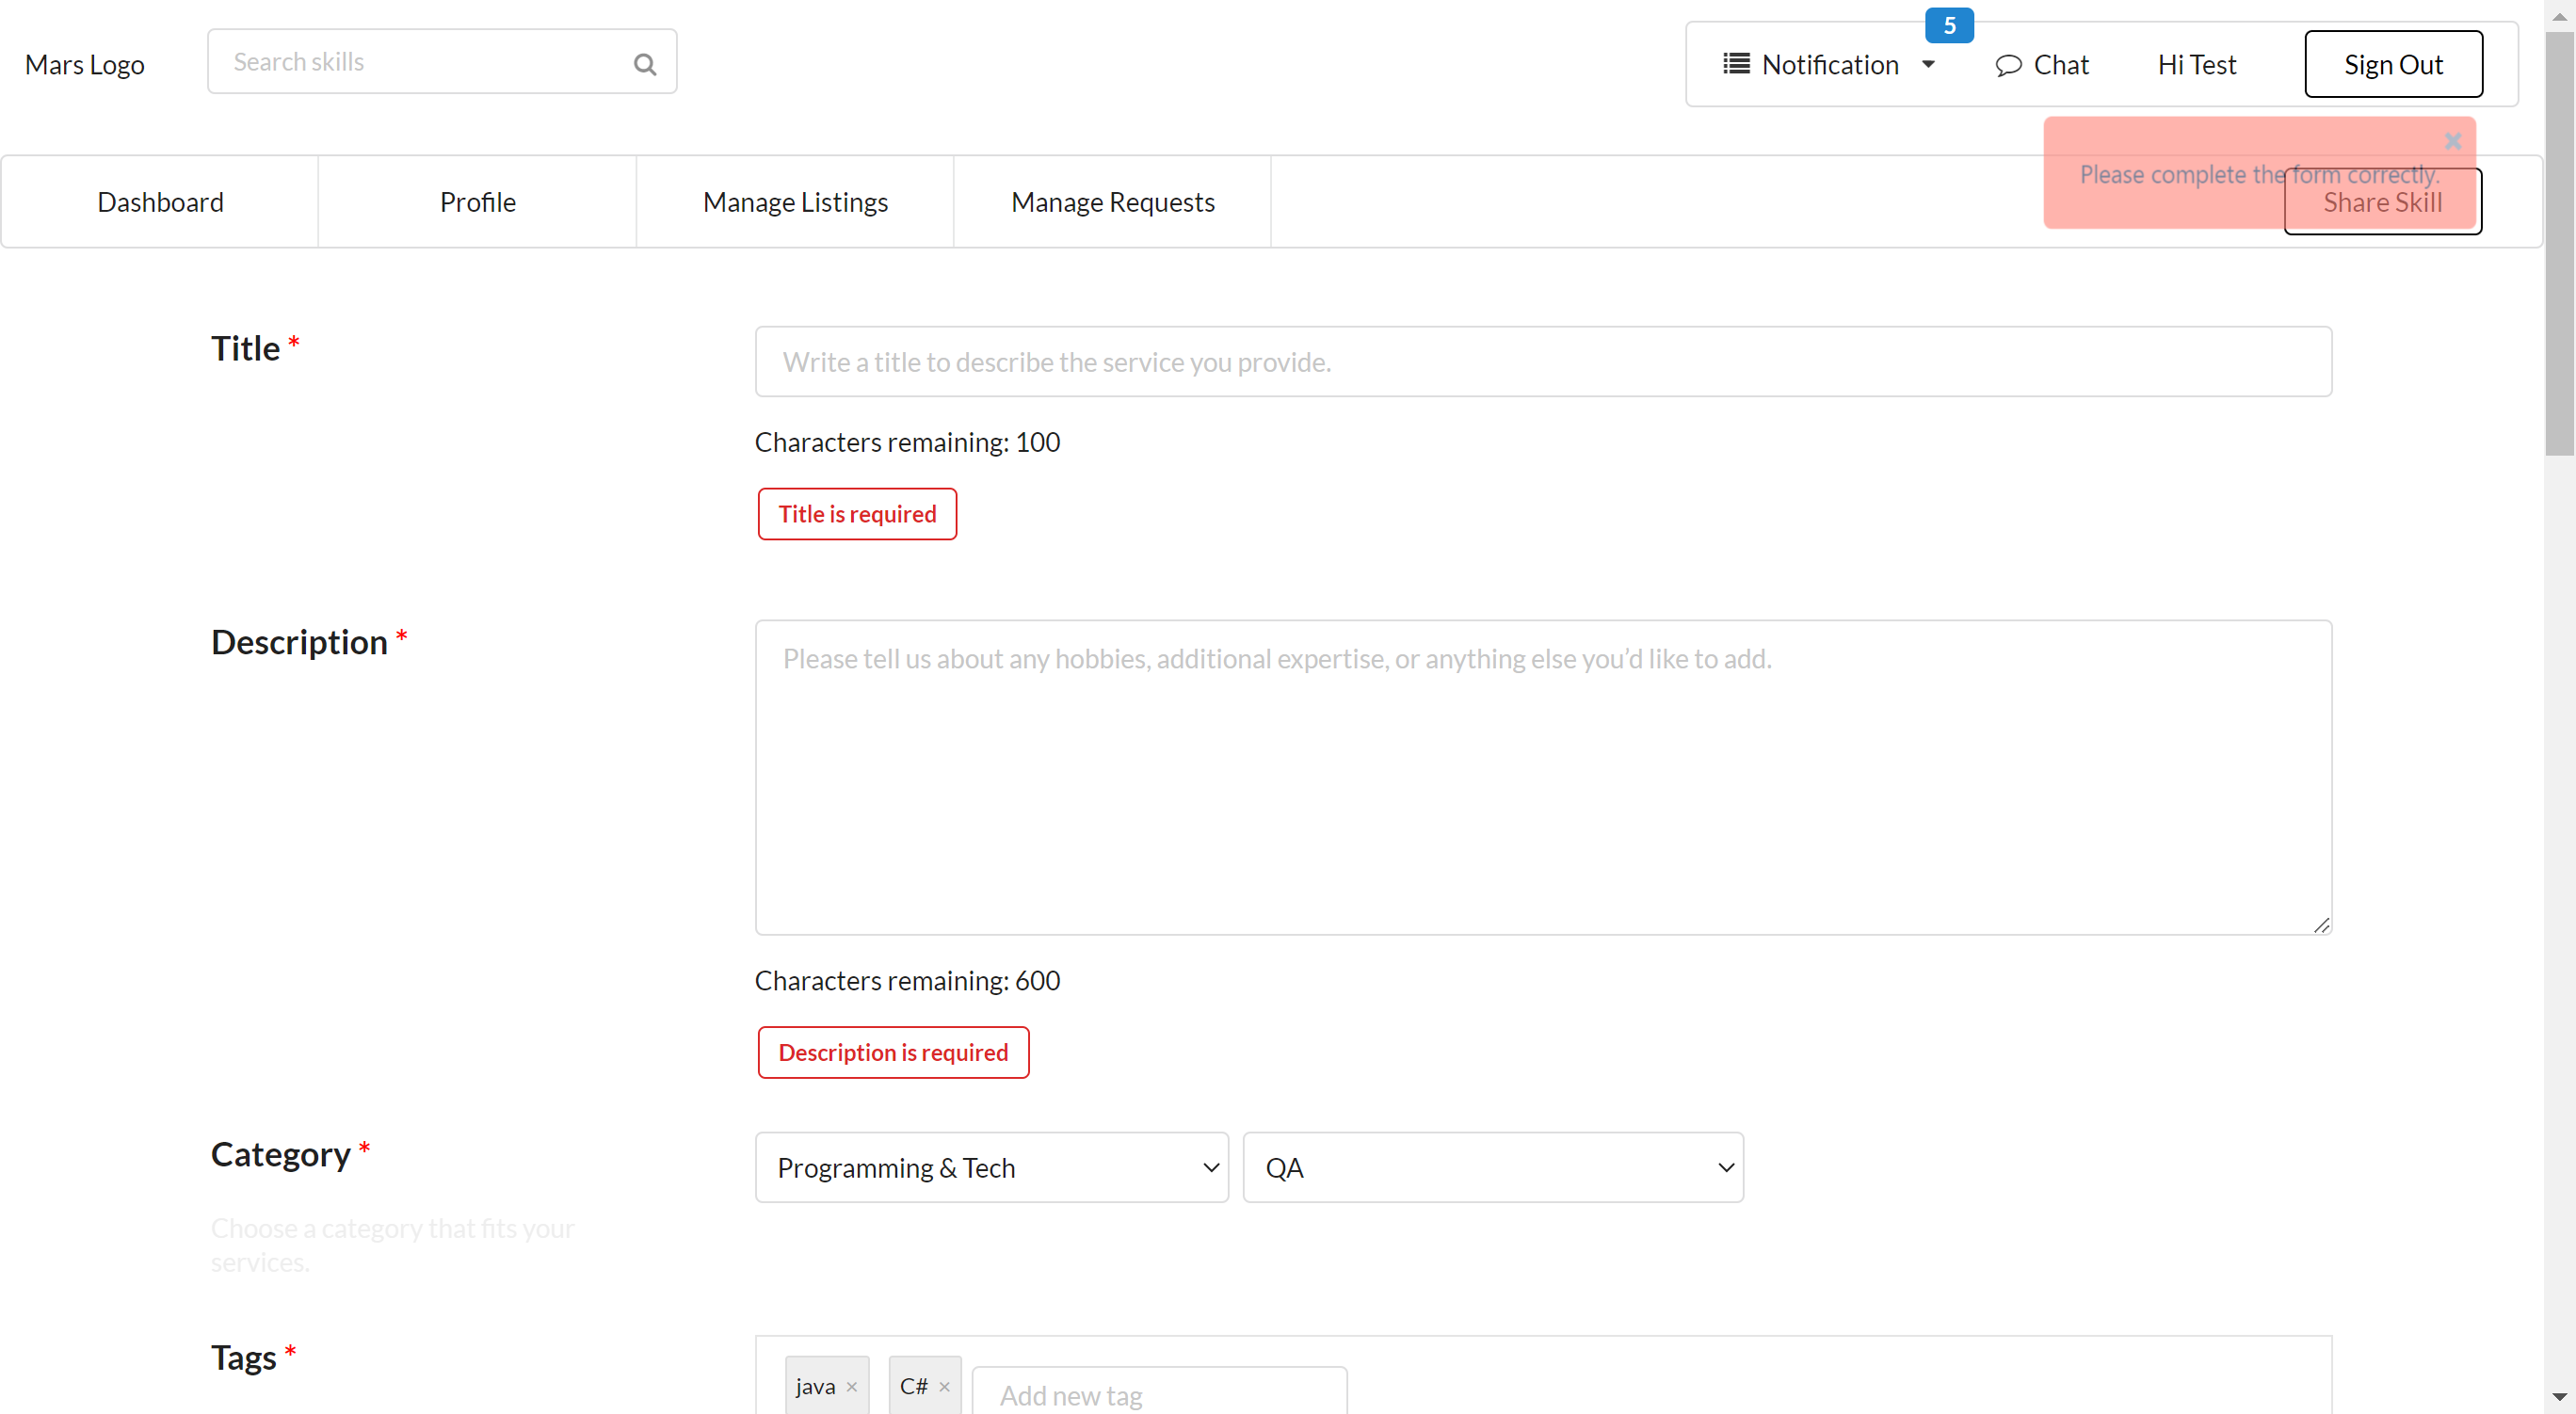 Mars Logo
Search skills
Notification
5
Chat
Hi Test
Sign Out
Please complete the form correctly.
Dashboard
Profile
Manage Listings
Manage Requests
Share Skill
Title *
Write a title to describe the service you provide.
Characters remaining: 100
Title is required
Description *
Please tell us about any hobbies, additional expertise, or anything else you’d like to add.
Characters remaining: 600
Description is required
Category *
Programming & Tech
QA
Choose a category that fits your
services.
Tags *
java ×
C# ×
Add new tag